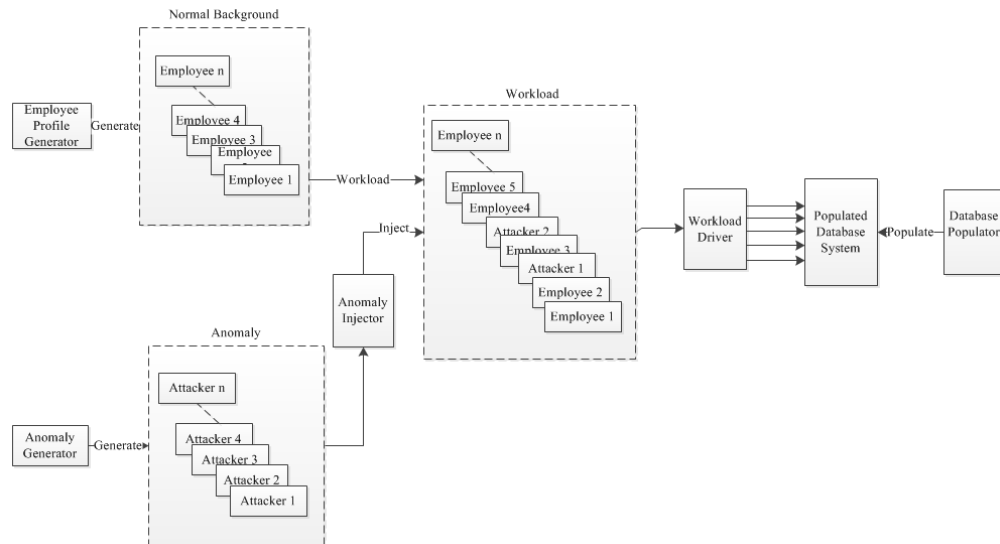 Normal Background
Employee n
Employee 4
Employee 3
Employee
Employee 1
Employee
Profile
Generator
Generate
Workload
Workload
Employee n
Employee 5
Employee4
Attacker 2
Employee 3
Attacker 1
Employee 2
Employee 1
Inject
Anomaly
Injector
Workload
Driver
Populated
Database
System
Populate
Database
Populator
Anomaly
Attacker n
Attacker 4
Attacker 3
Attacker 2
Attacker 1
Anomaly
Generator
Generate